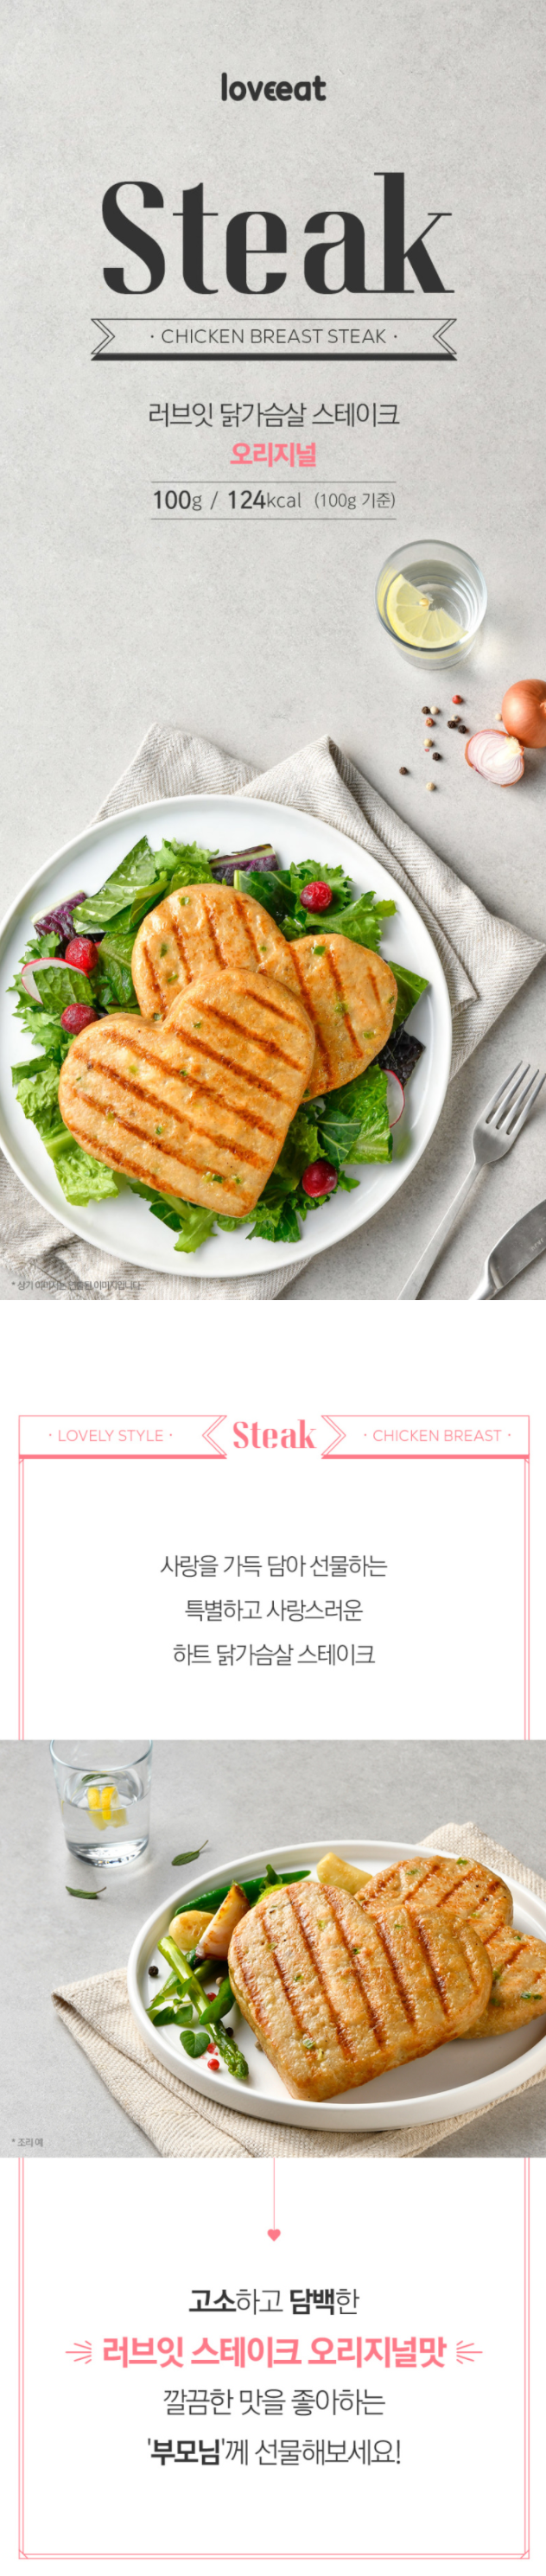 loveeat
Steak
· CHICKEN BREAST STEAK ·
러브잇 닭가슴살 스테이크
오리지널
100g / 124kcal (100g 기준)
* 상기 이미지는 연출된 이미지입니다.
· LOVELY STYLE · Steak · CHICKEN BREAST ·
사랑을 가득 담아 선물하는
특별하고 사랑스러운
하트 닭가슴살 스테이크
* 조리 예
고소하고 담백한
러브잇 스테이크 오리지널맛
깔끔한 맛을 좋아하는
'부모님'께 선물해보세요!